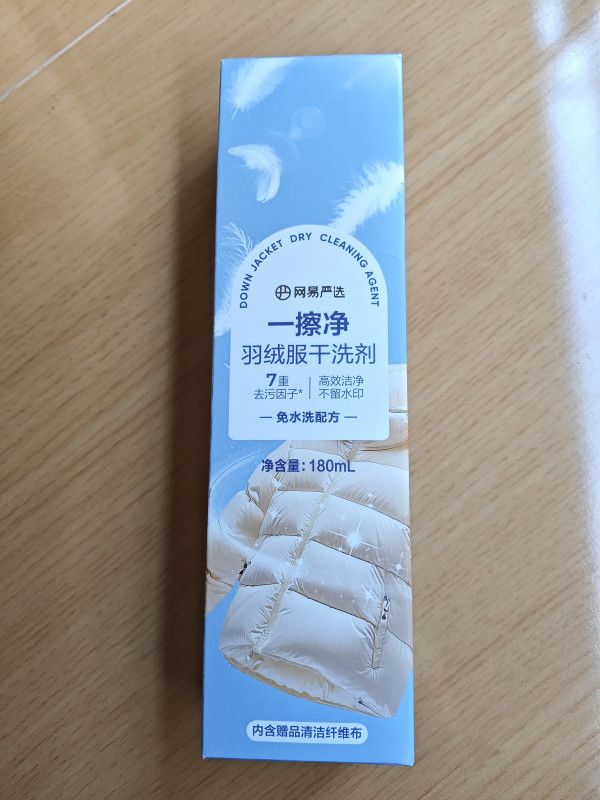 DOWN JACKET DRY CLEANING AGENT
网易严选
一擦净
羽绒服干洗剂
7重
去污因子*
高效洁净
不留水印
— 免水洗配方 —
净含量：180mL
内含赠品清洁纤维布